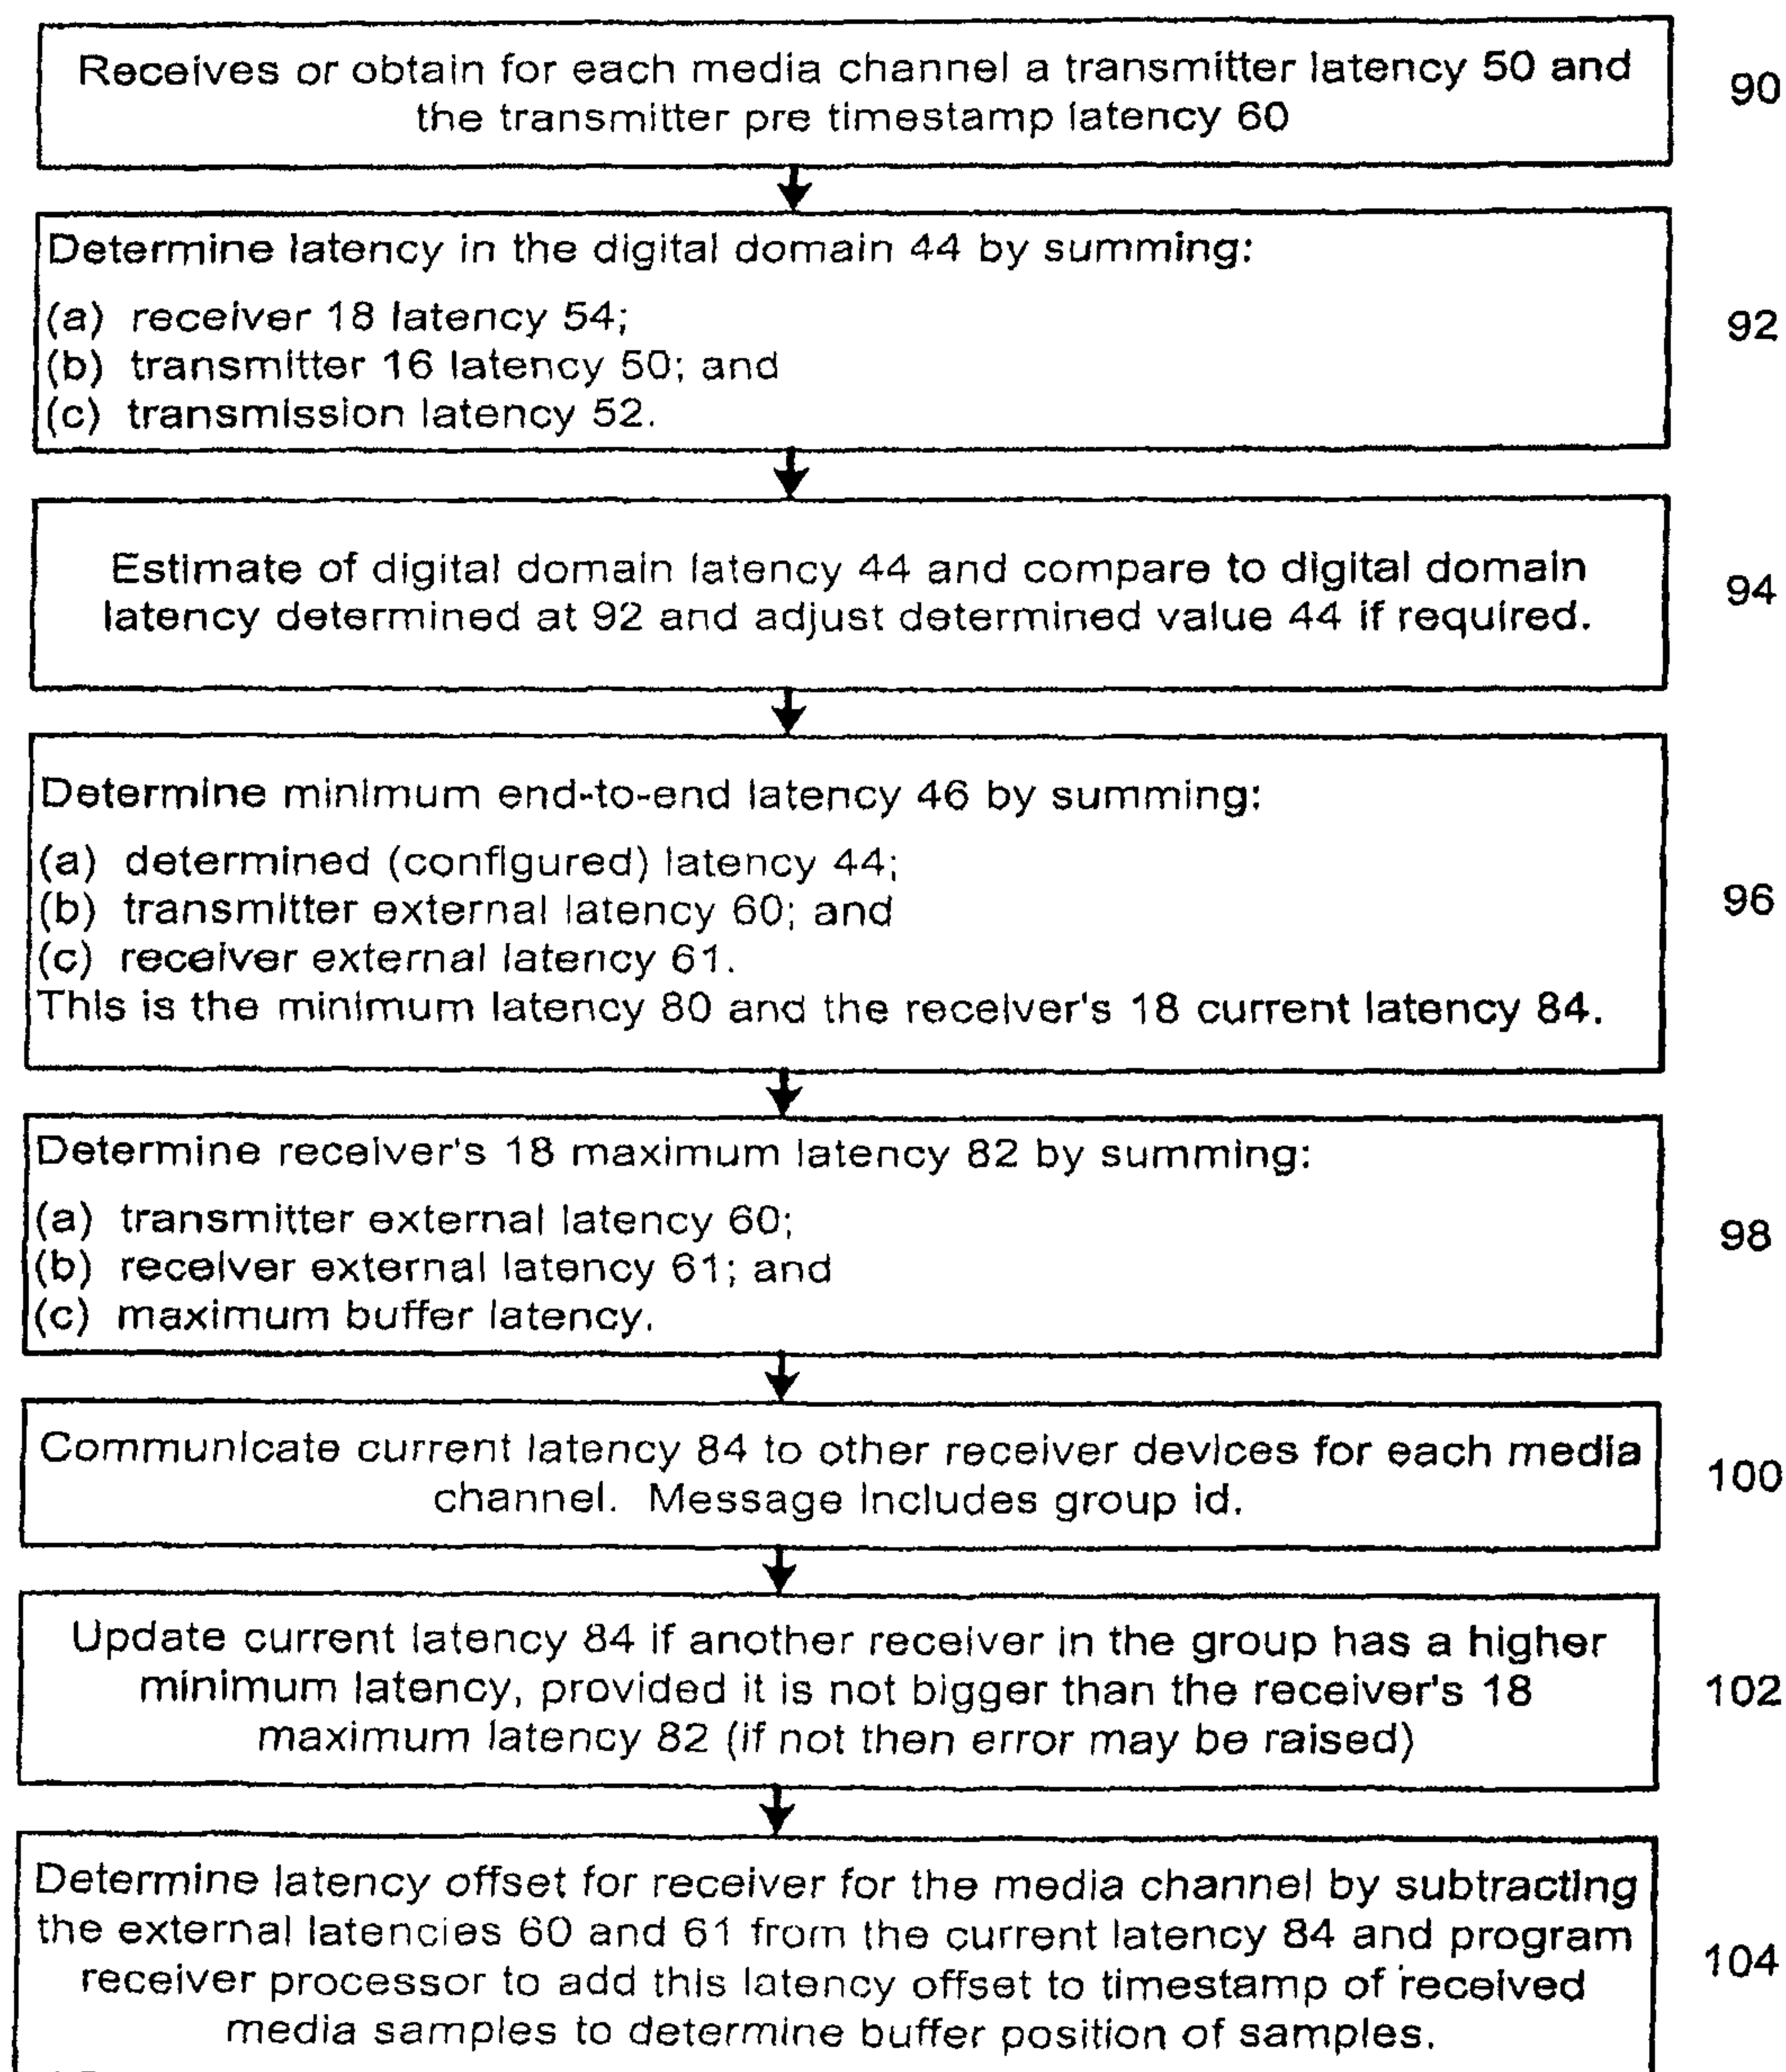 Receives or obtain for each media channel a transmitter latency 50 and
the transmitter pre timestamp latency 60
90
Determine latency in the digital domain 44 by summing:
(a) receiver 18 latency 54;
(b) transmitter 16 latency 50; and
(c) transmission latency 52.
92
Estimate of digital domain latency 44 and compare to digital domain
latency determined at 92 and adjust determined value 44 if required.
94
Determine minimum end-to-end latency 46 by summing:
(a) determined (configured) latency 44;
(b) transmitter external latency 60; and
(c) receiver external latency 61.
This is the minimum latency 80 and the receiver's 18 current latency 84.
96
Determine receiver's 18 maximum latency 82 by summing:
(a) transmitter external latency 60;
(b) receiver external latency 61; and
(c) maximum buffer latency.
98
Communicate current latency 84 to other receiver devices for each media
channel. Message includes group id.
100
Update current latency 84 if another receiver in the group has a higher
minimum latency, provided it is not bigger than the receiver's 18
maximum latency 82 (if not then error may be raised)
102
Determine latency offset for receiver for the media channel by subtracting
the external latencies 60 and 61 from the current latency 84 and program
receiver processor to add this latency offset to timestamp of received
media samples to determine buffer position of samples.
104